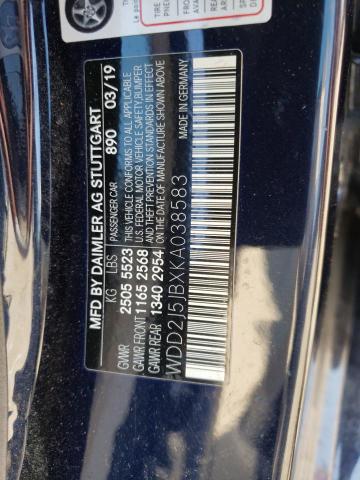 MFD BY DAIMLER AG STUTTGART
KG LBS PASSENGER CAR 890 03/19
GVWR 2505 5523 THIS VEHICLE CONFORMS TO ALL APPLICABLE
GAWR FRONT 1165 2568 U.S. FEDERAL MOTOR VEHICLE SAFETY, BUMPER
GAWR REAR 1340 2954 AND THEFT PREVENTION STANDARDS IN EFFECT
ON THE DATE OF MANUFACTURE SHOWN ABOVE
WDD2J5JBXKA038583 MADE IN GERMANY
TIRE
PNEU